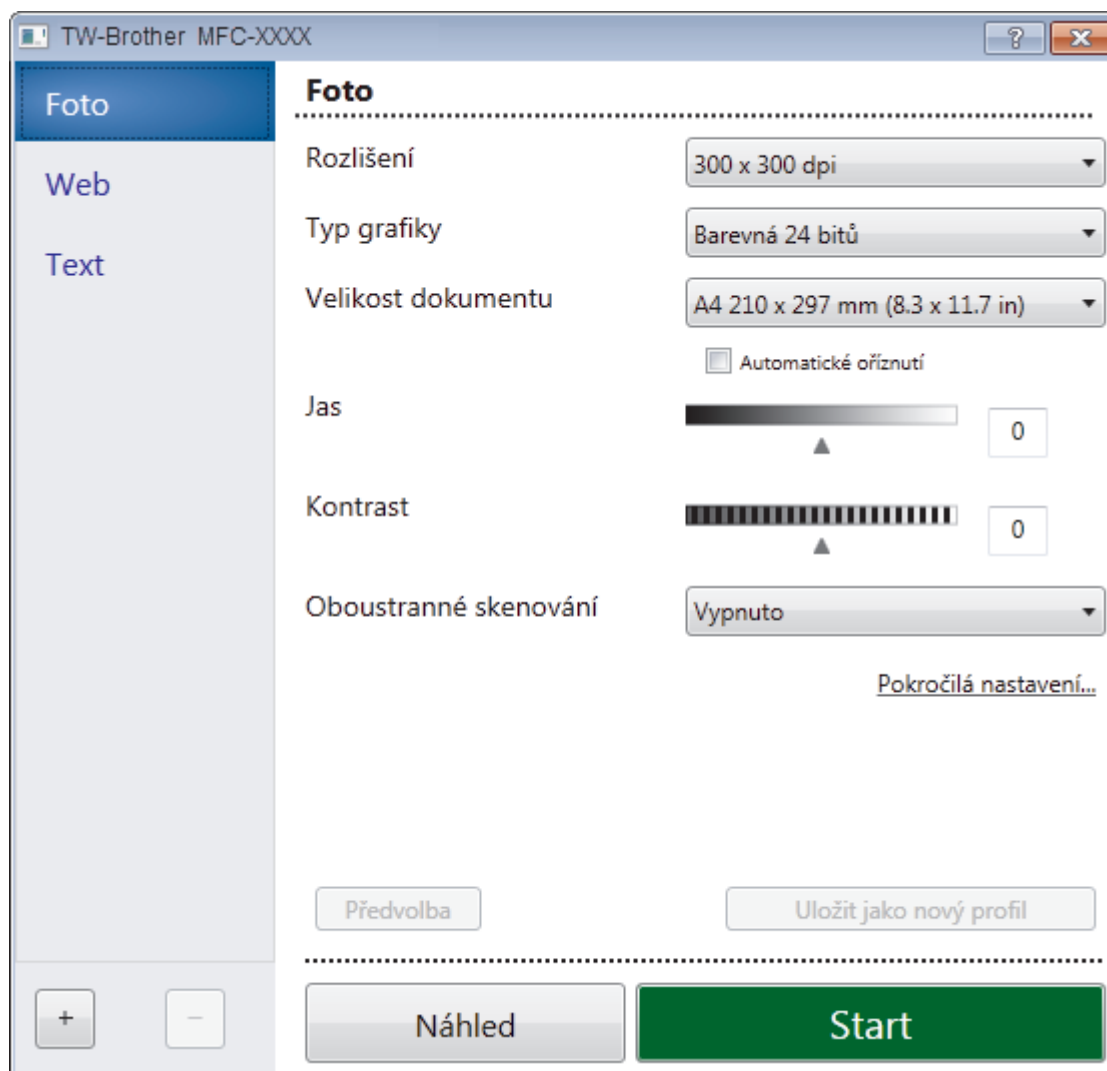 TW-Brother MFC-XXXX
?
Foto
Web
Text
Foto
Rozlišení
300 x 300 dpi
Typ grafiky
Barevná 24 bitů
Velikost dokumentu
A4 210 x 297 mm (8.3 x 11.7 in)
Automatické oříznutí
Jas
0
Kontrast
0
Oboustranné skenování
Vypnuto
Pokročilá nastavení...
Předvolba
Uložit jako nový profil
+
−
Náhled
Start